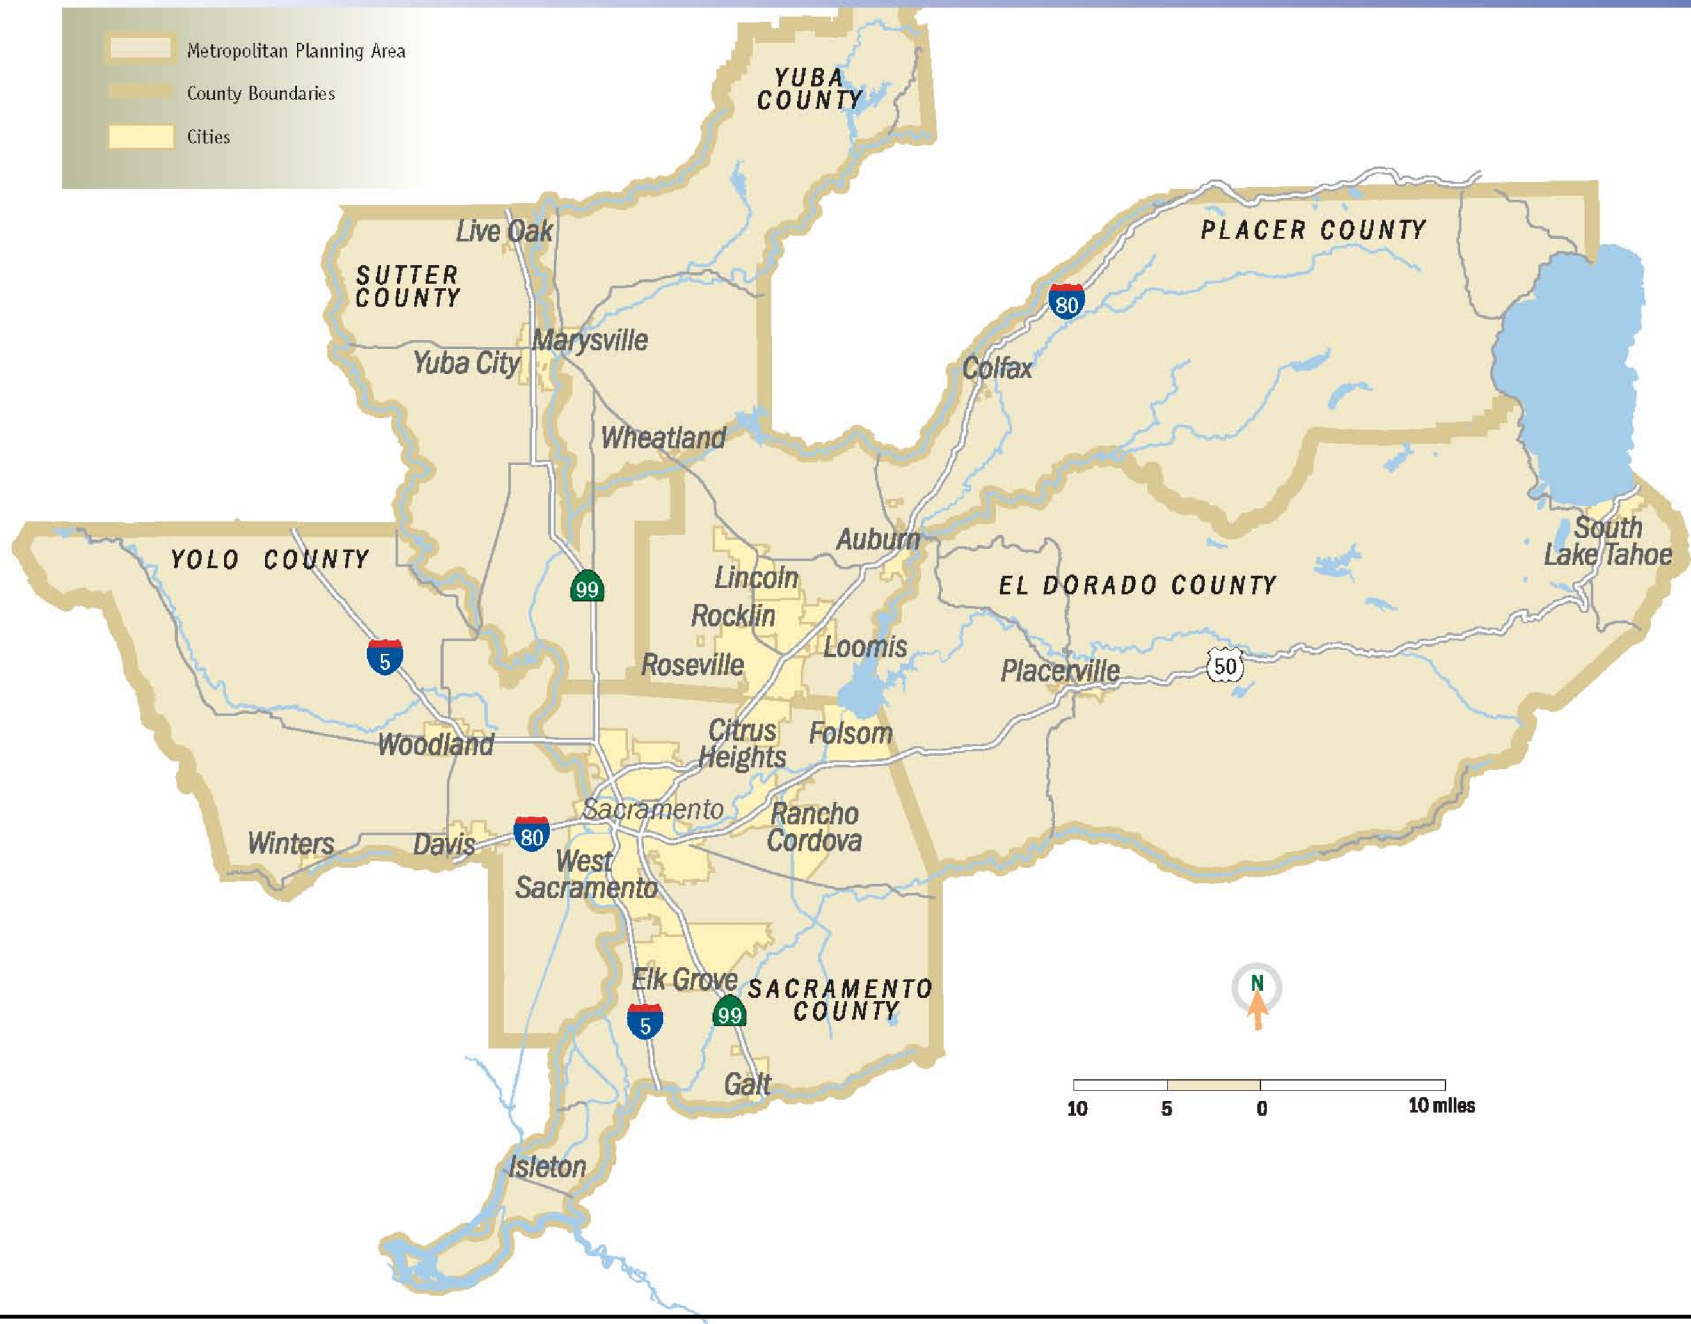 Metropolitan Planning Area
County Boundaries
Cities
YUBA
COUNTY
PLACER COUNTY
Live Oak
SUTTER
COUNTY
80
Marysville
Yuba City
Colfax
Wheatland
Auburn
South
Lake Tahoe
YOLO COUNTY
99
Lincoln
EL DORADO COUNTY
Rocklin
5
Loomis
Roseville
Placerville
50
Citrus
Heights
Folsom
Woodland
Sacramento
Rancho
Cordova
Winters
Davis
80
West
Sacramento
Elk Grove
SACRAMENTO
COUNTY
N
5
99
Galt
10 5 0 10 miles
Isleton